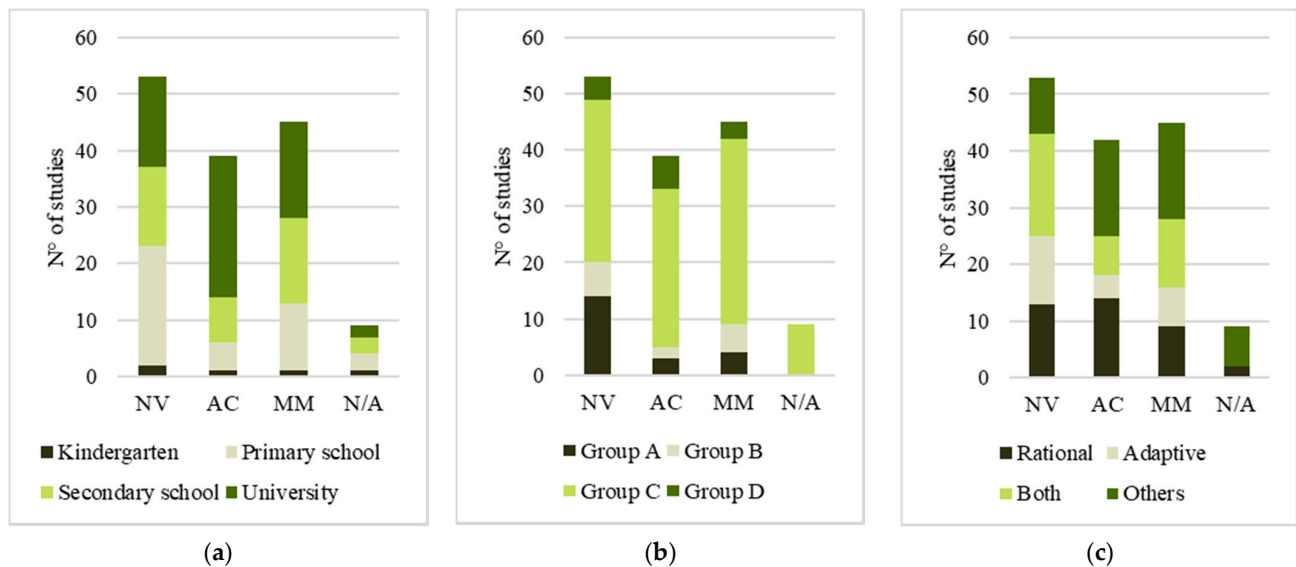 60
50
40
30
20
10
0
N° of studies
NV AC MM N/A
Kindergarten Primary school
Secondary school University
(a)
60
50
40
30
20
10
0
N° of studies
NV AC MM N/A
Group A Group B
Group C Group D
(b)
60
50
40
30
20
10
0
N° of studies
NV AC MM N/A
Rational Adaptive
Both Others
(c)